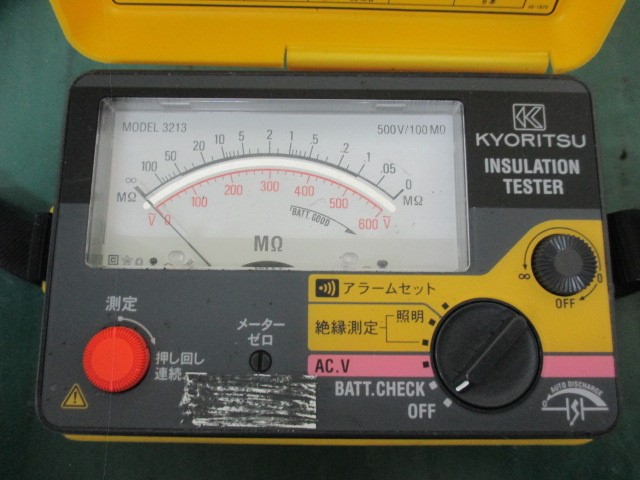 MODEL 3213
500V/100MΩ
∞ 100 50 20 10 5 2 1 .5 .2 .1 .05 0
MΩ MΩ
V 0 100 200 300 400 500 600 V
BATT.GOOD
MΩ
KYORITSU
INSULATION
TESTER
∞ 0
OFF
アラームセット
照明
絶縁測定
AC.V
BATT.CHECK
OFF
測定
押し回し
連続
メーター
ゼロ
AUTO DISCHARGE